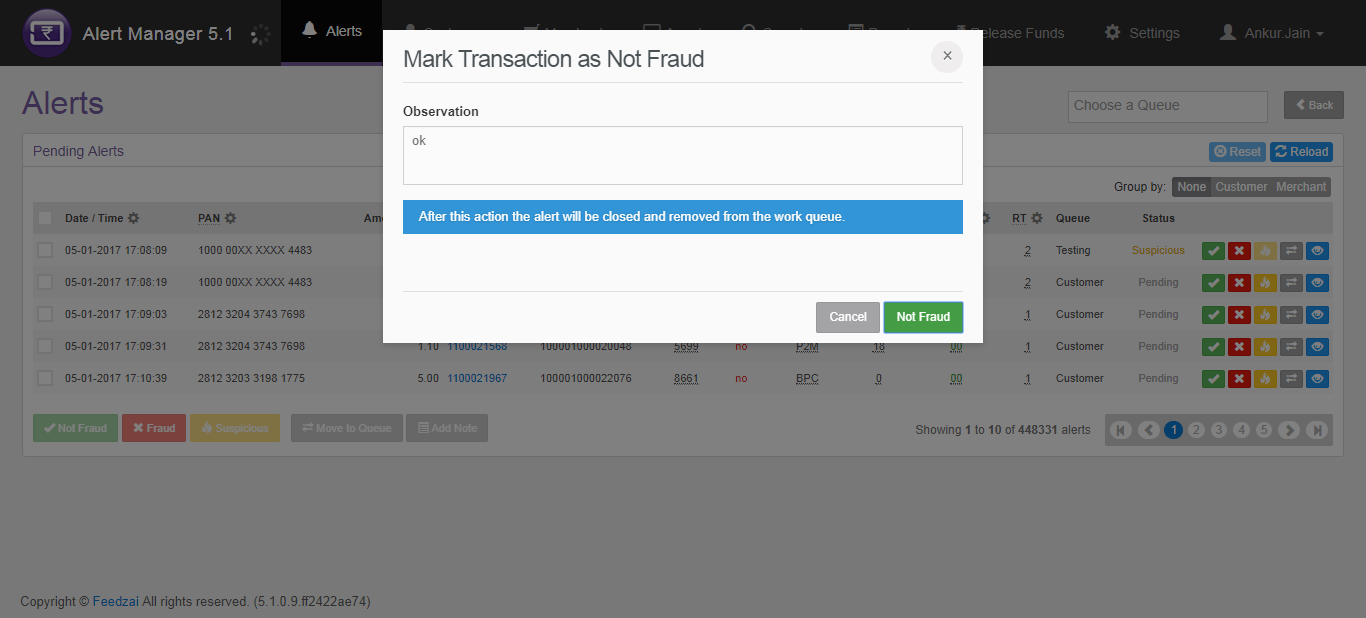 Alert Manager 5.1
Alerts
Release Funds
Settings
Ankur.Jain
Mark Transaction as Not Fraud
×
Alerts
Choose a Queue
Back
Observation
ok
Pending Alerts
Reset
Reload
Group by: None Customer Merchant
After this action the alert will be closed and removed from the work queue.
Date / Time PAN RT Queue Status
05-01-2017 17:08:09 1000 00XX XXXX 4483 2 Testing Suspicious
05-01-2017 17:08:19 1000 00XX XXXX 4483 2 Customer Pending
05-01-2017 17:09:03 2812 3204 3743 7698 1 Customer Pending
Cancel Not Fraud
05-01-2017 17:09:31 2812 3204 3743 7698 1.10 1100021568 100001000020048 5699 no P2M 18 00 1 Customer Pending
05-01-2017 17:10:39 2812 3203 3198 1775 5.00 1100021967 100001000022076 8661 no BPC 0 00 1 Customer Pending
Not Fraud Fraud Suspicious Move to Queue Add Note
Showing 1 to 10 of 448331 alerts
1 2 3 4 5
Copyright © Feedzai All rights reserved. (5.1.0.9.ff2422ae74)